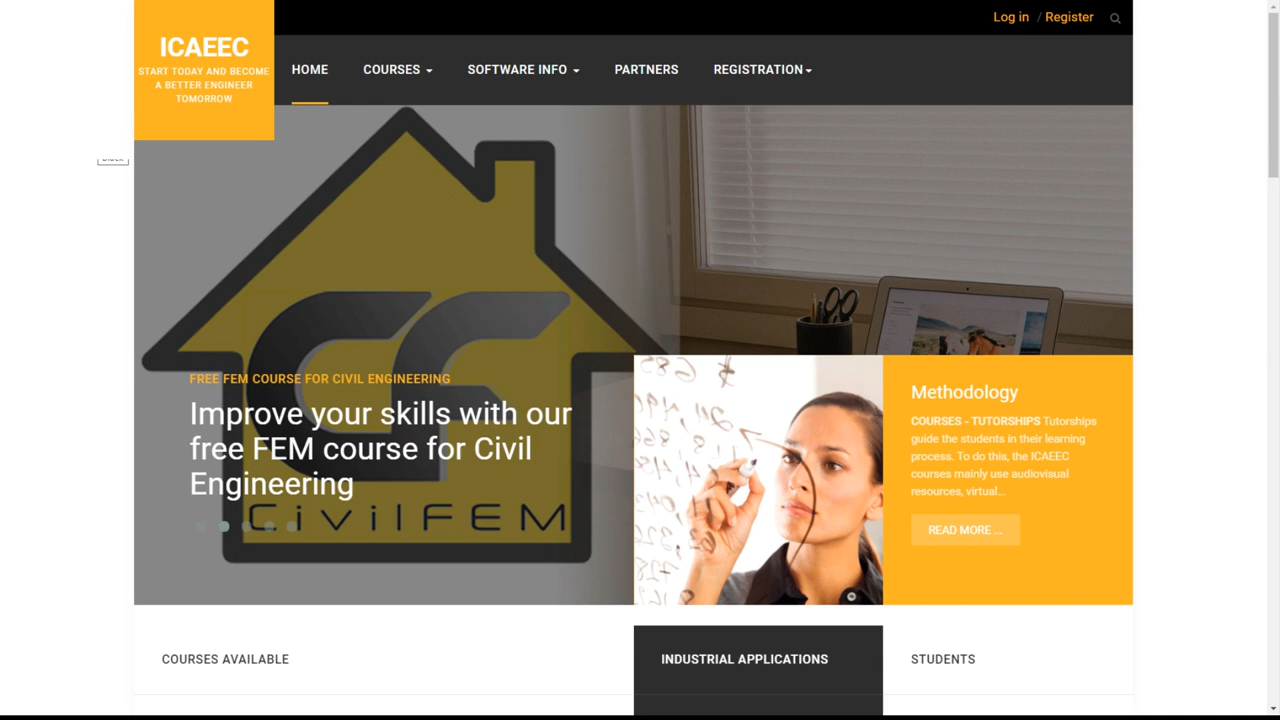 Log in / Register
ICAEEC
START TODAY AND BECOME
A BETTER ENGINEER
TOMORROW
HOME
COURSES
SOFTWARE INFO
PARTNERS
REGISTRATION
FREE FEM COURSE FOR CIVIL ENGINEERING
Improve your skills with our
free FEM course for Civil
Engineering
CiVilFEM
Methodology
COURSES - TUTORSHIPS Tutorships
guide the students in their learning
process. To do this, the ICAEEC
courses mainly use audiovisual
resources, virtual...
READ MORE ...
COURSES AVAILABLE
INDUSTRIAL APPLICATIONS
STUDENTS